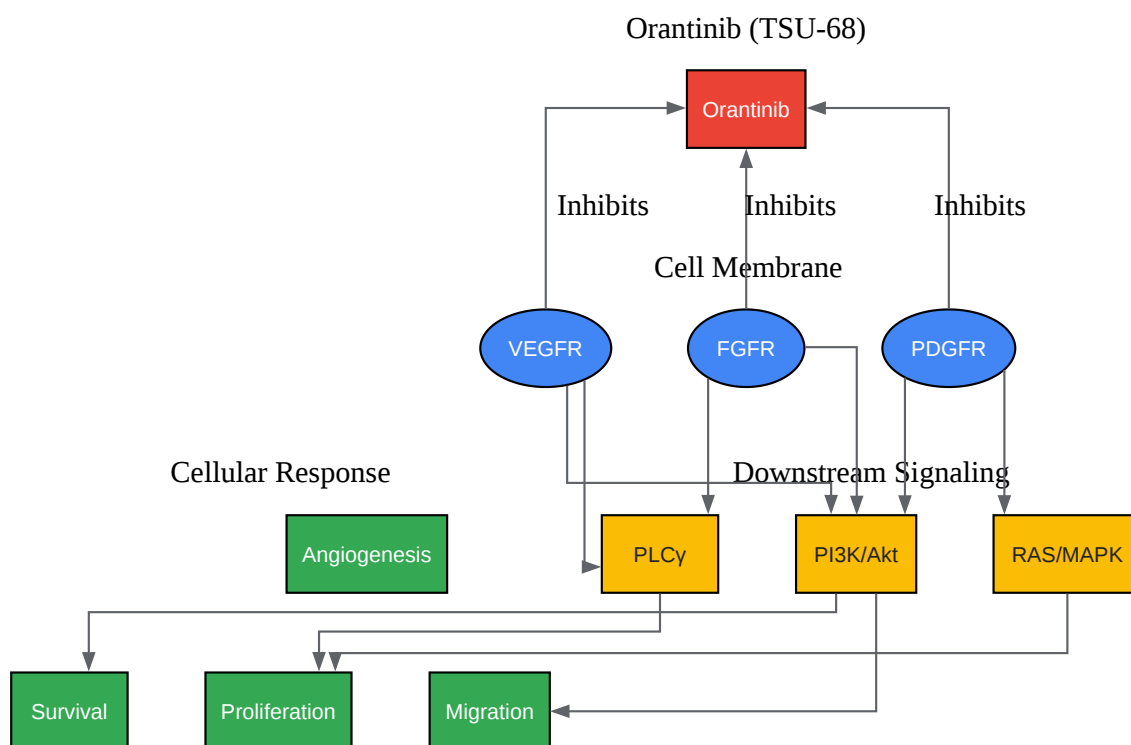 Orantinib (TSU-68)
Orantinib
Inhibits
Inhibits
Inhibits
Cell Membrane
VEGFR
FGFR
PDGFR
Cellular Response
Downstream Signaling
Angiogenesis
PLCγ
PI3K/Akt
RAS/MAPK
Survival
Proliferation
Migration